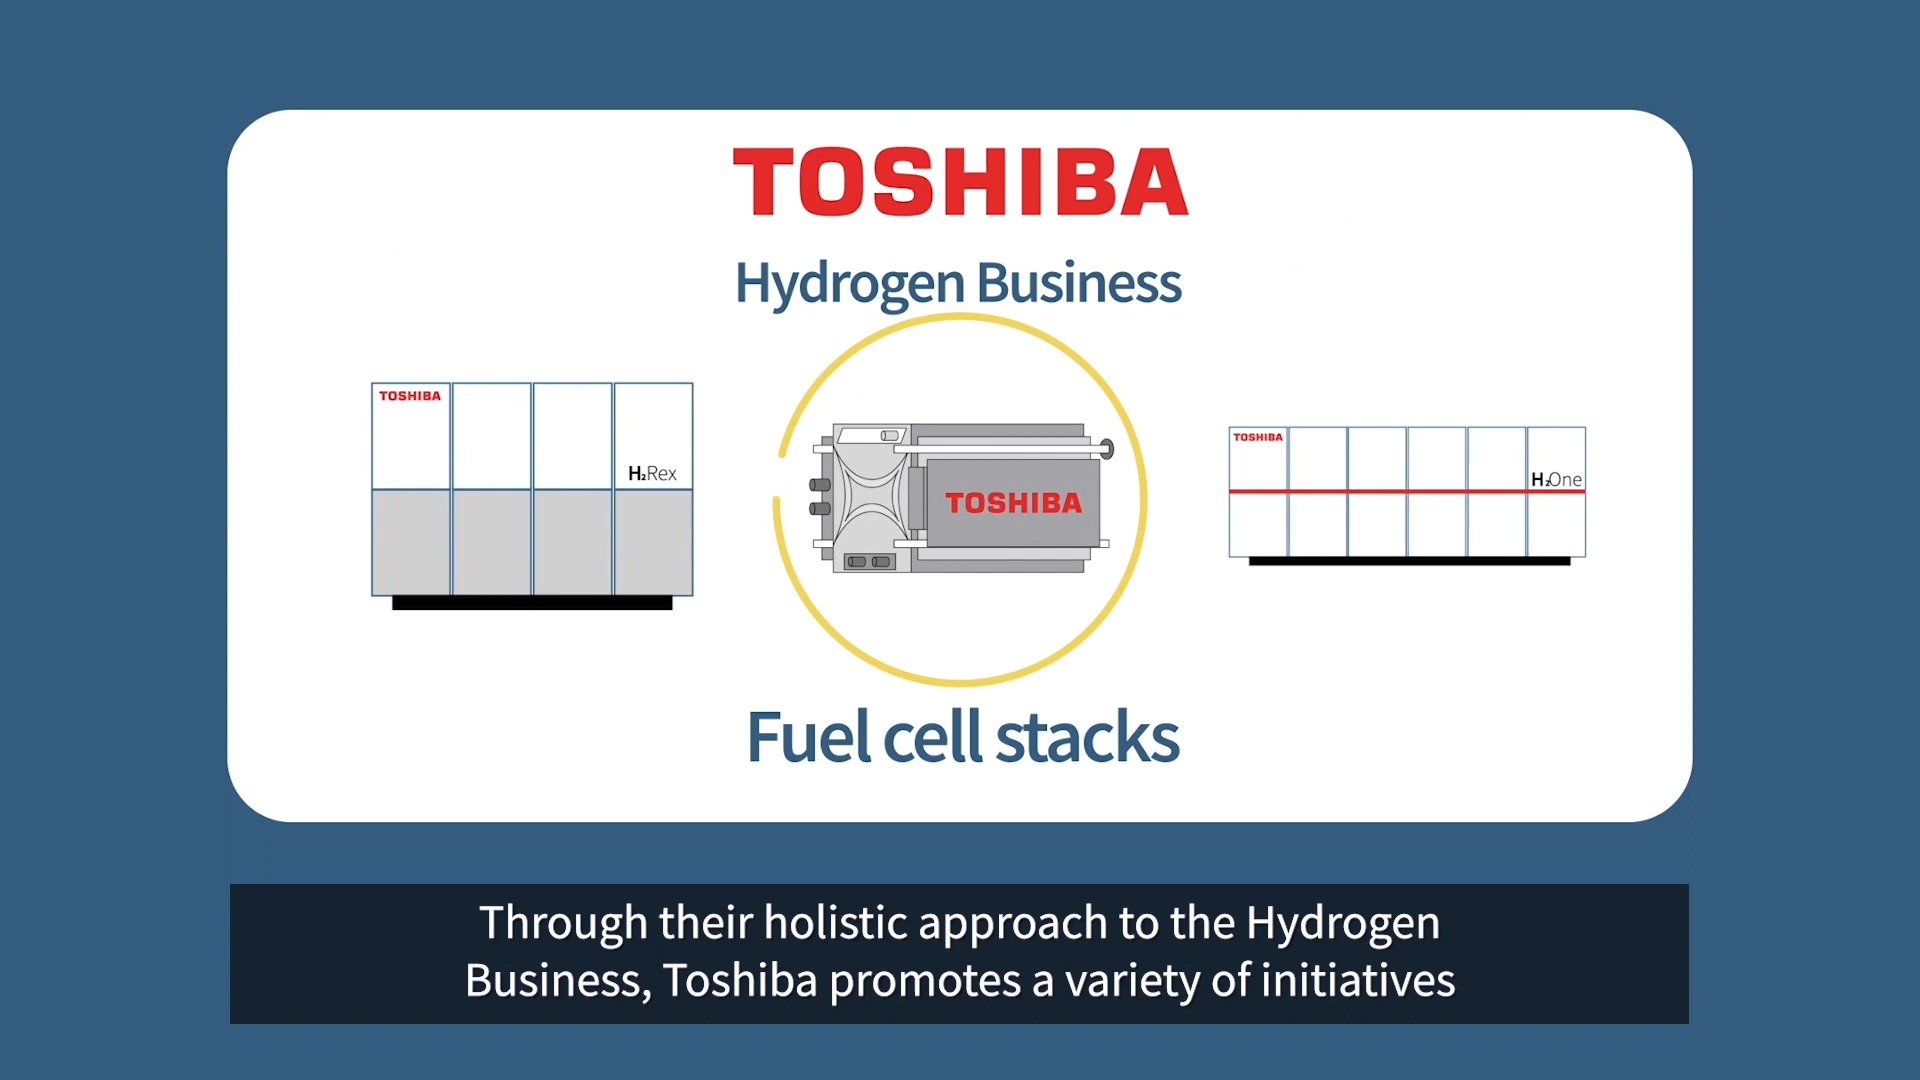 TOSHIBA
Hydrogen Business
TOSHIBA
H₂Rex
TOSHIBA
TOSHIBA
H₂One
Fuel cell stacks
Through their holistic approach to the Hydrogen
Business, Toshiba promotes a variety of initiatives